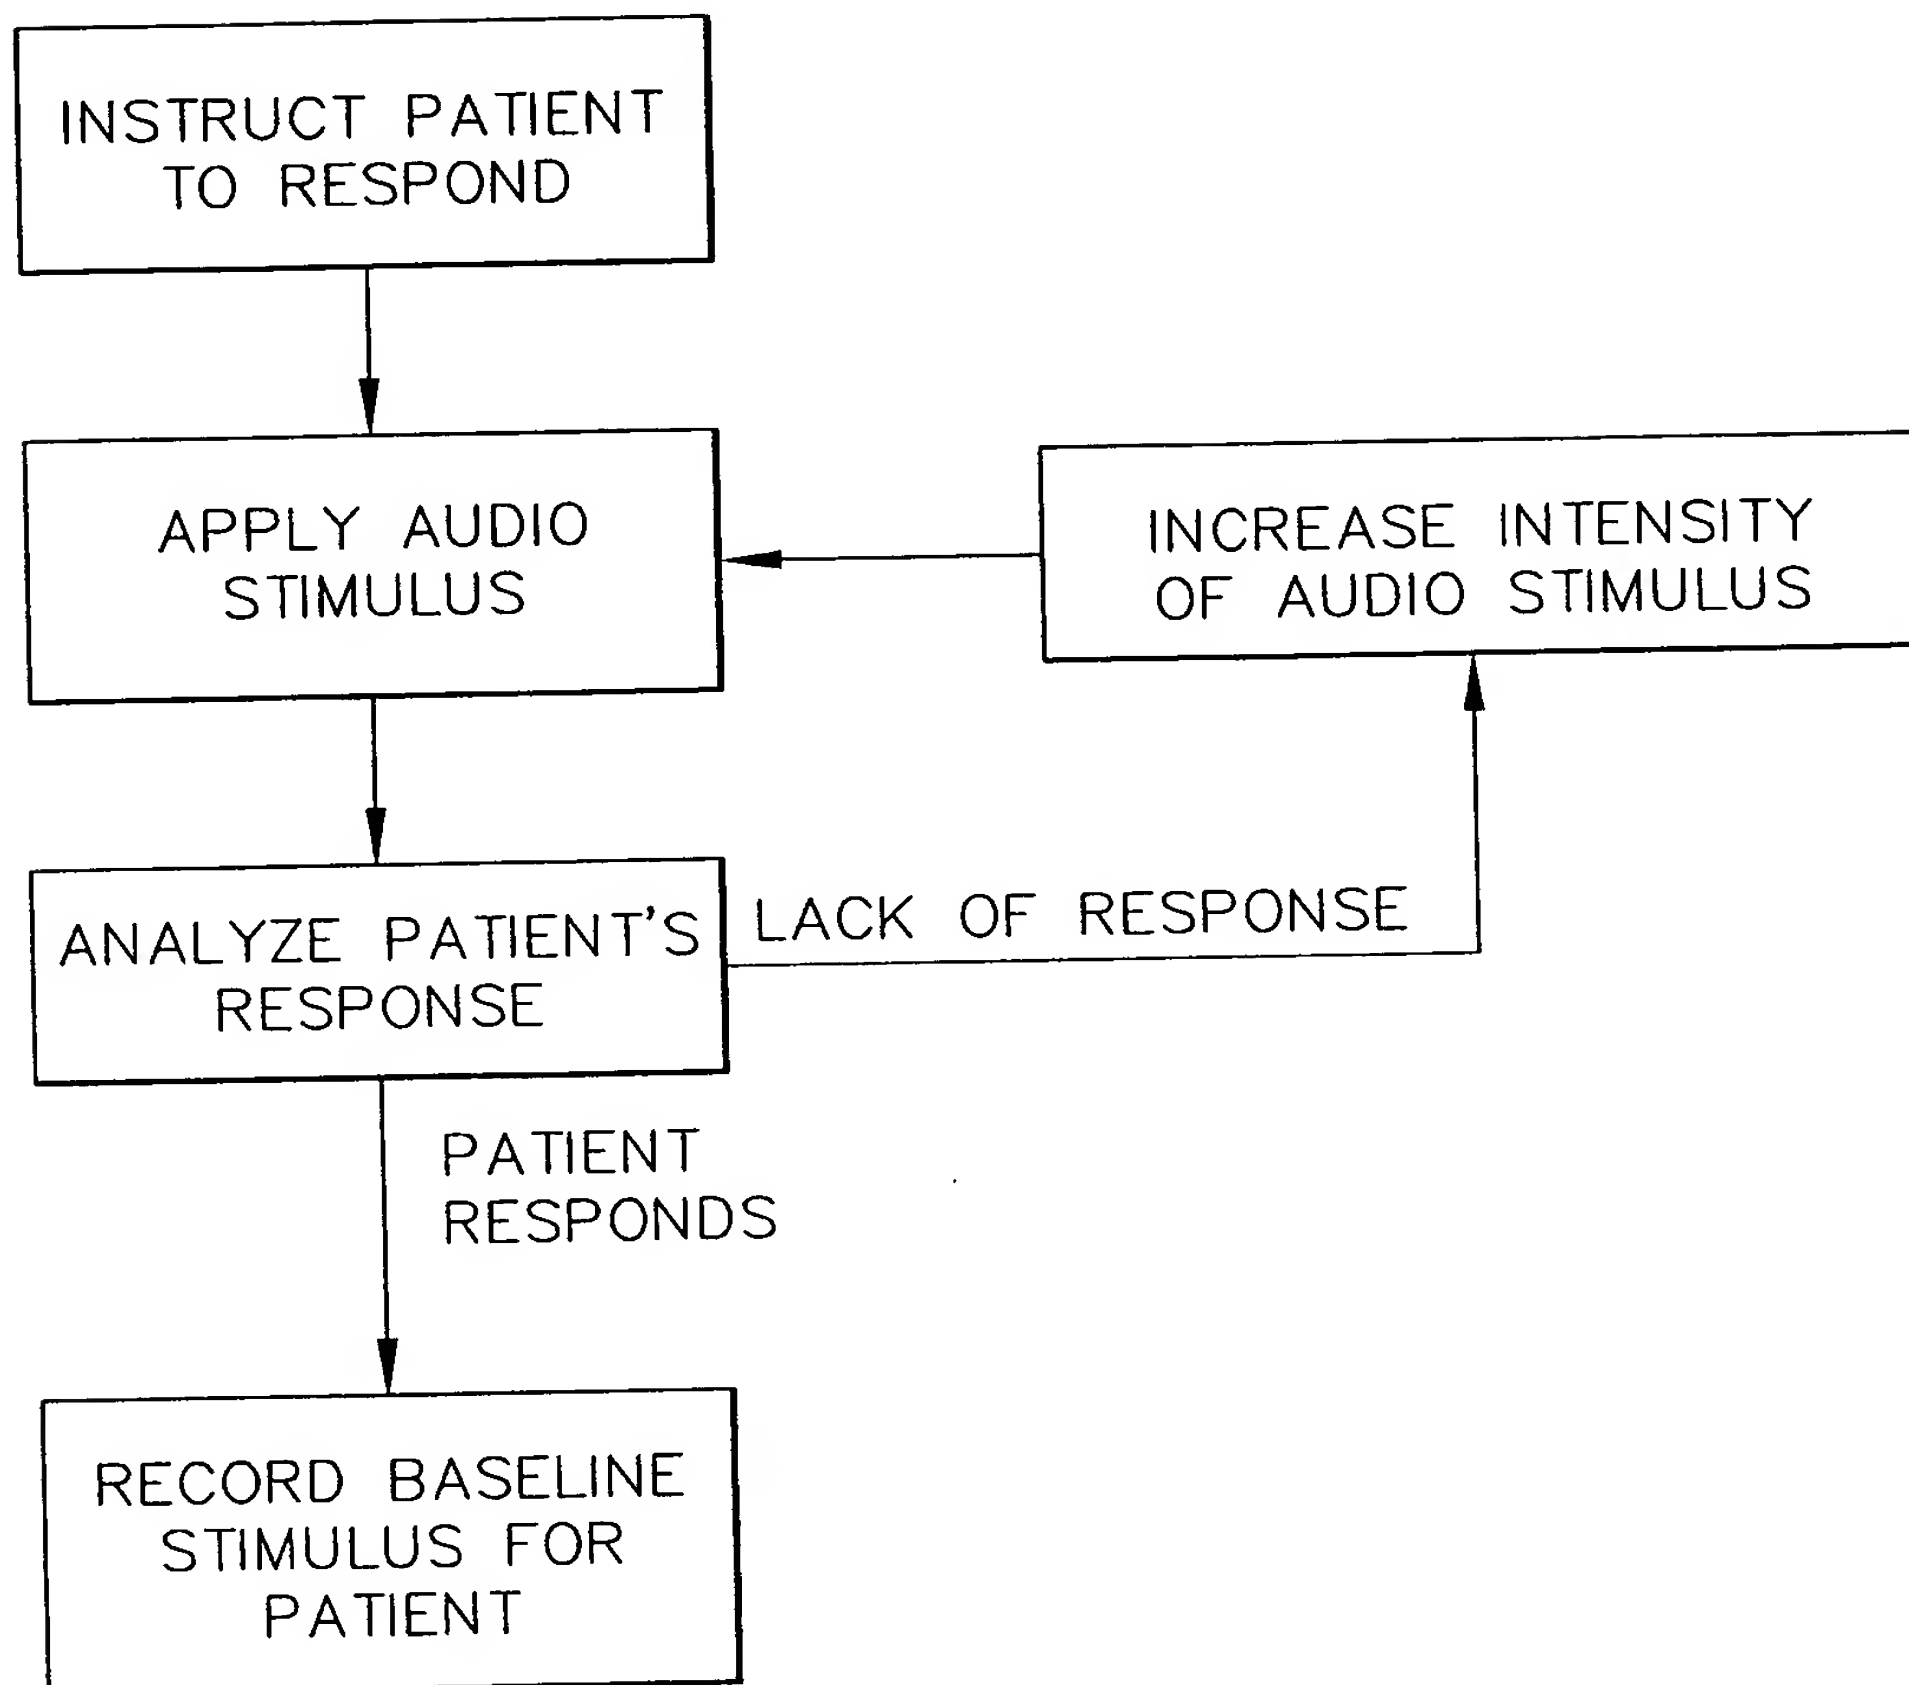 INSTRUCT PATIENT
TO RESPOND
APPLY AUDIO
STIMULUS
INCREASE INTENSITY
OF AUDIO STIMULUS
ANALYZE PATIENT'S
RESPONSE
LACK OF RESPONSE
PATIENT
RESPONDS
RECORD BASELINE
STIMULUS FOR
PATIENT